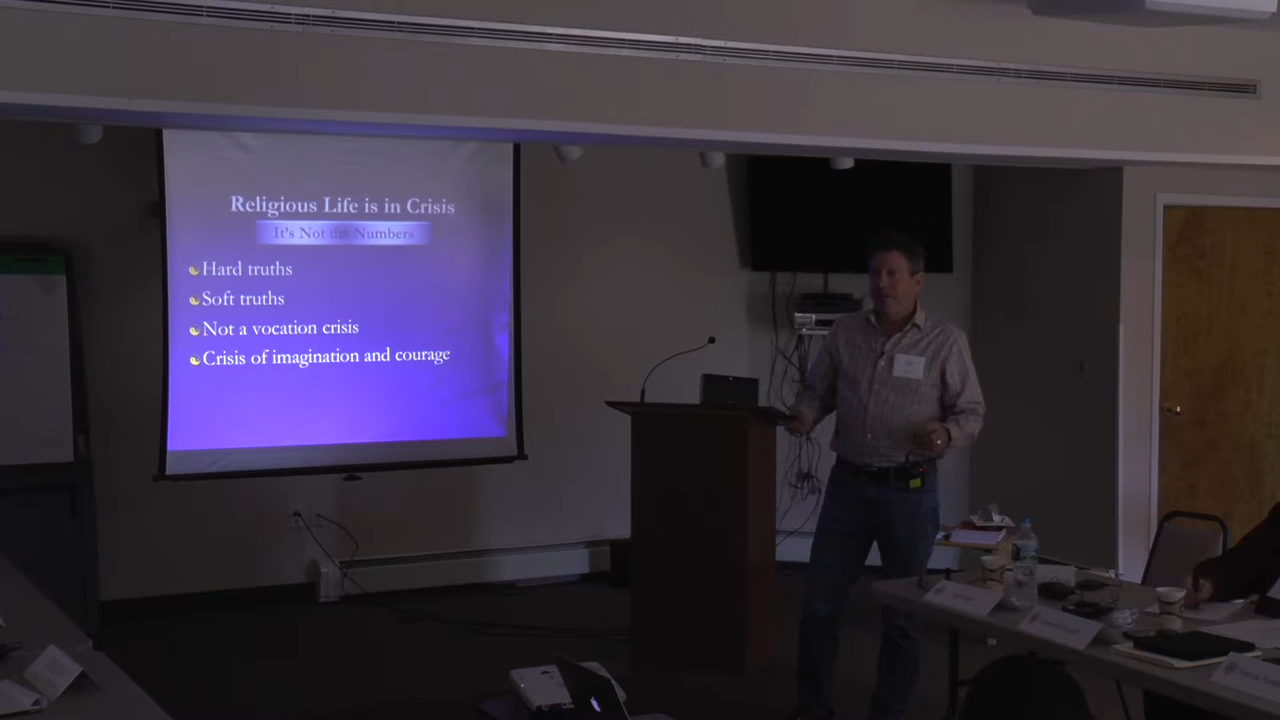 Religious Life is in Crisis
It's Not the Numbers
Hard truths
Soft truths
Not a vocation crisis
Crisis of imagination and courage